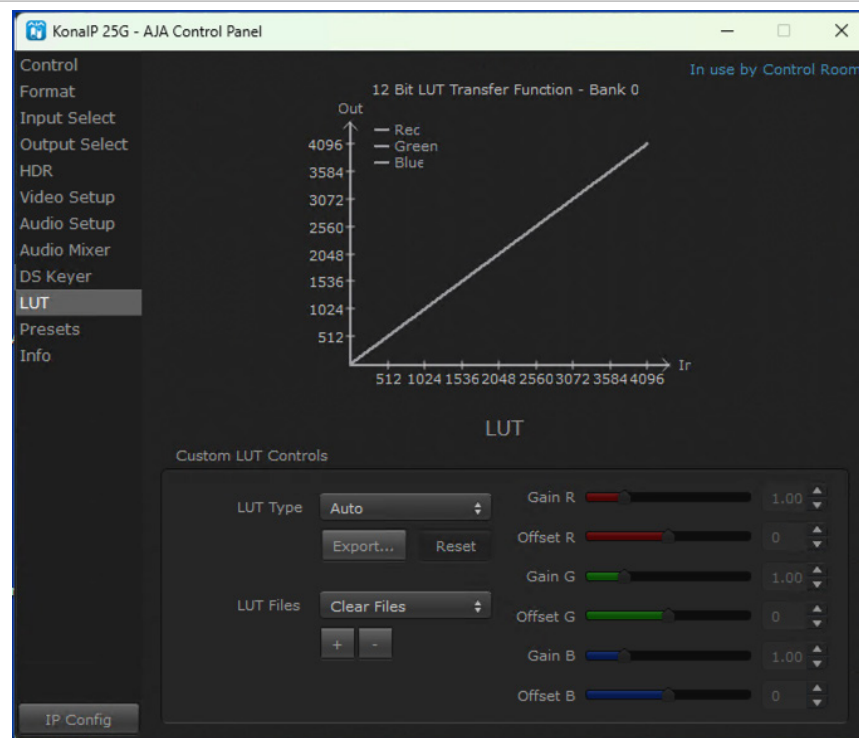 KonaIP 25G - AJA Control Panel
Control
Format
Input Select
Output Select
HDR
Video Setup
Audio Setup
Audio Mixer
DS Keyer
LUT
Presets
Info
IP Config
In use by Control Room
12 Bit LUT Transfer Function - Bank 0
Out
Rec
Green
Blue
4096
3584
3072
2560
2048
1536
1024
512
512 1024 1536 2048 2560 3072 3584 4096
Ir
LUT
Custom LUT Controls
LUT Type Auto
Export... Reset
LUT Files Clear Files
+ -
Gain R 1.00
Offset R 0
Gain G 1.00
Offset G 0
Gain B 1.00
Offset B 0